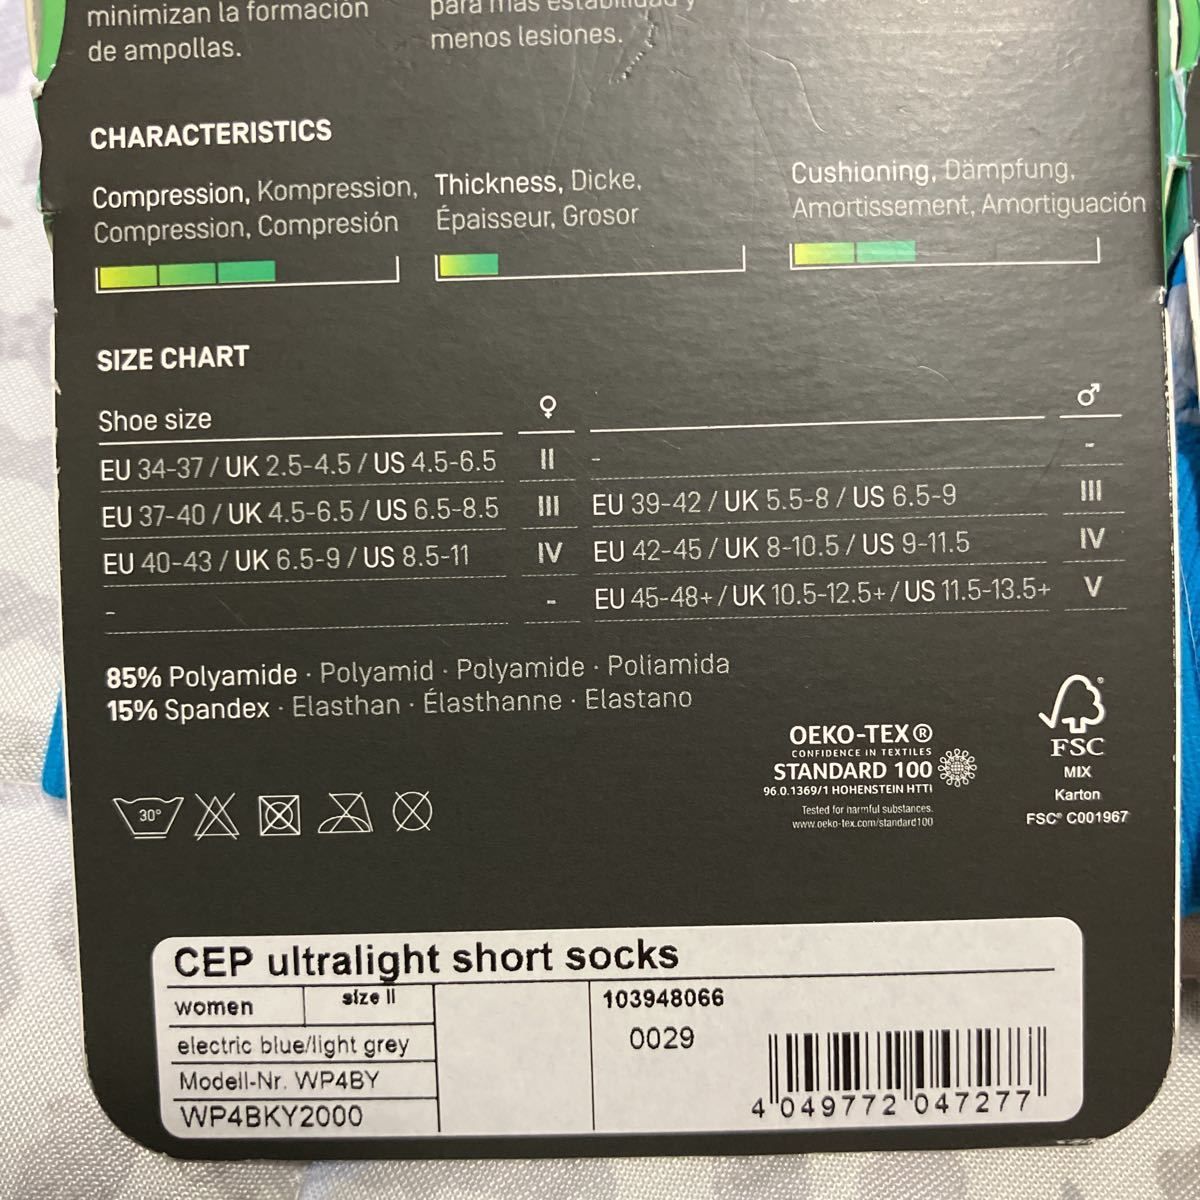 minimizan la formación
de ampollas.
para más estabilidad y
menos lesiones.
CHARACTERISTICS
Compression, Kompression,
Compression, Compresión
Thickness, Dicke,
Épaisseur, Grosor
Cushioning, Dämpfung,
Amortissement, Amortiguación
SIZE CHART
Shoe size ♀ ♂
EU 34-37 / UK 2.5-4.5 / US 4.5-6.5 II - -
EU 37-40 / UK 4.5-6.5 / US 6.5-8.5 III EU 39-42 / UK 5.5-8 / US 6.5-9 III
EU 40-43 / UK 6.5-9 / US 8.5-11 IV EU 42-45 / UK 8-10.5 / US 9-11.5 IV
- - EU 45-48+ / UK 10.5-12.5+ / US 11.5-13.5+ V
85% Polyamide · Polyamid · Polyamide · Poliamida
15% Spandex · Elasthan · Élasthanne · Elastano
30°
OEKO-TEX®
CONFIDENCE IN TEXTILES
STANDARD 100
96.0.1369/1 HOHENSTEIN HTTI
Tested for harmful substances.
www.oeko-tex.com/standard100
FSC
MIX
Karton
FSC® C001967
CEP ultralight short socks
women size II
electric blue/light grey
Modell-Nr. WP4BY
WP4BKY2000
103948066
0029
4 049772 047277